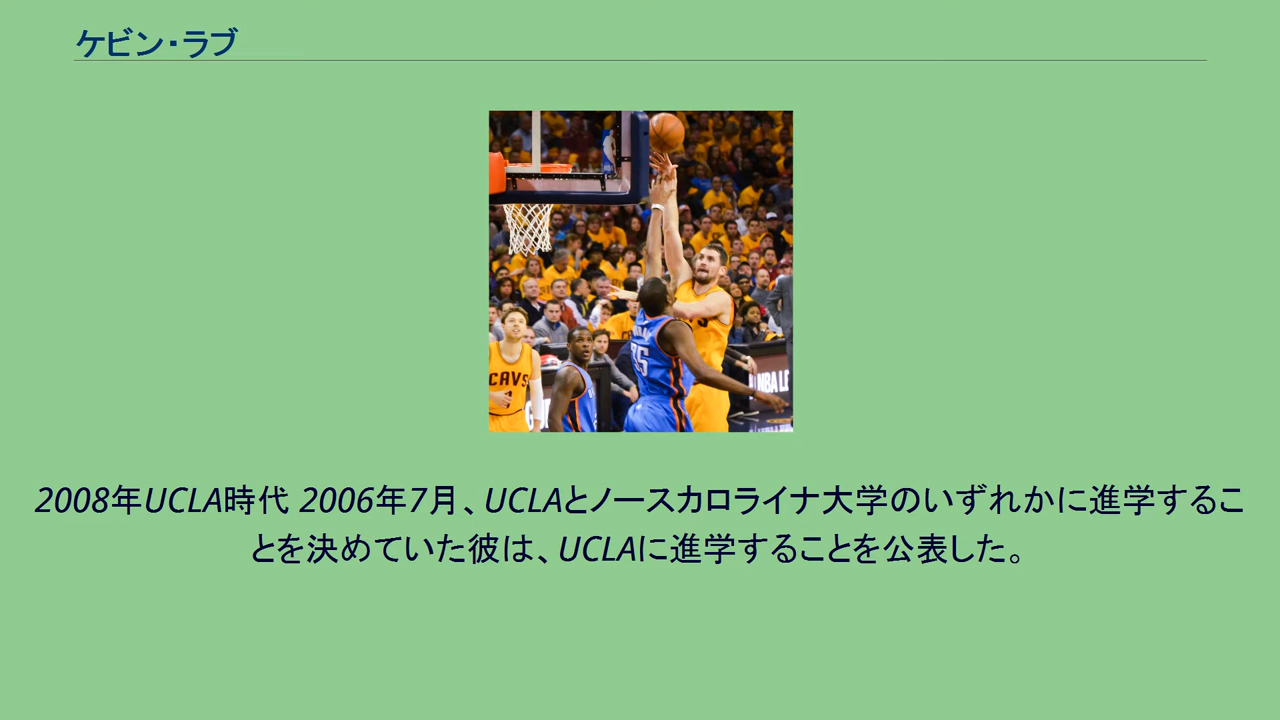 ケビン・ラブ
CAVS
35
NBA LE
2008年UCLA時代 2006年7月、UCLAとノースカロライナ大学のいずれかに進学するこ
とを決めていた彼は、UCLAに進学することを公表した。